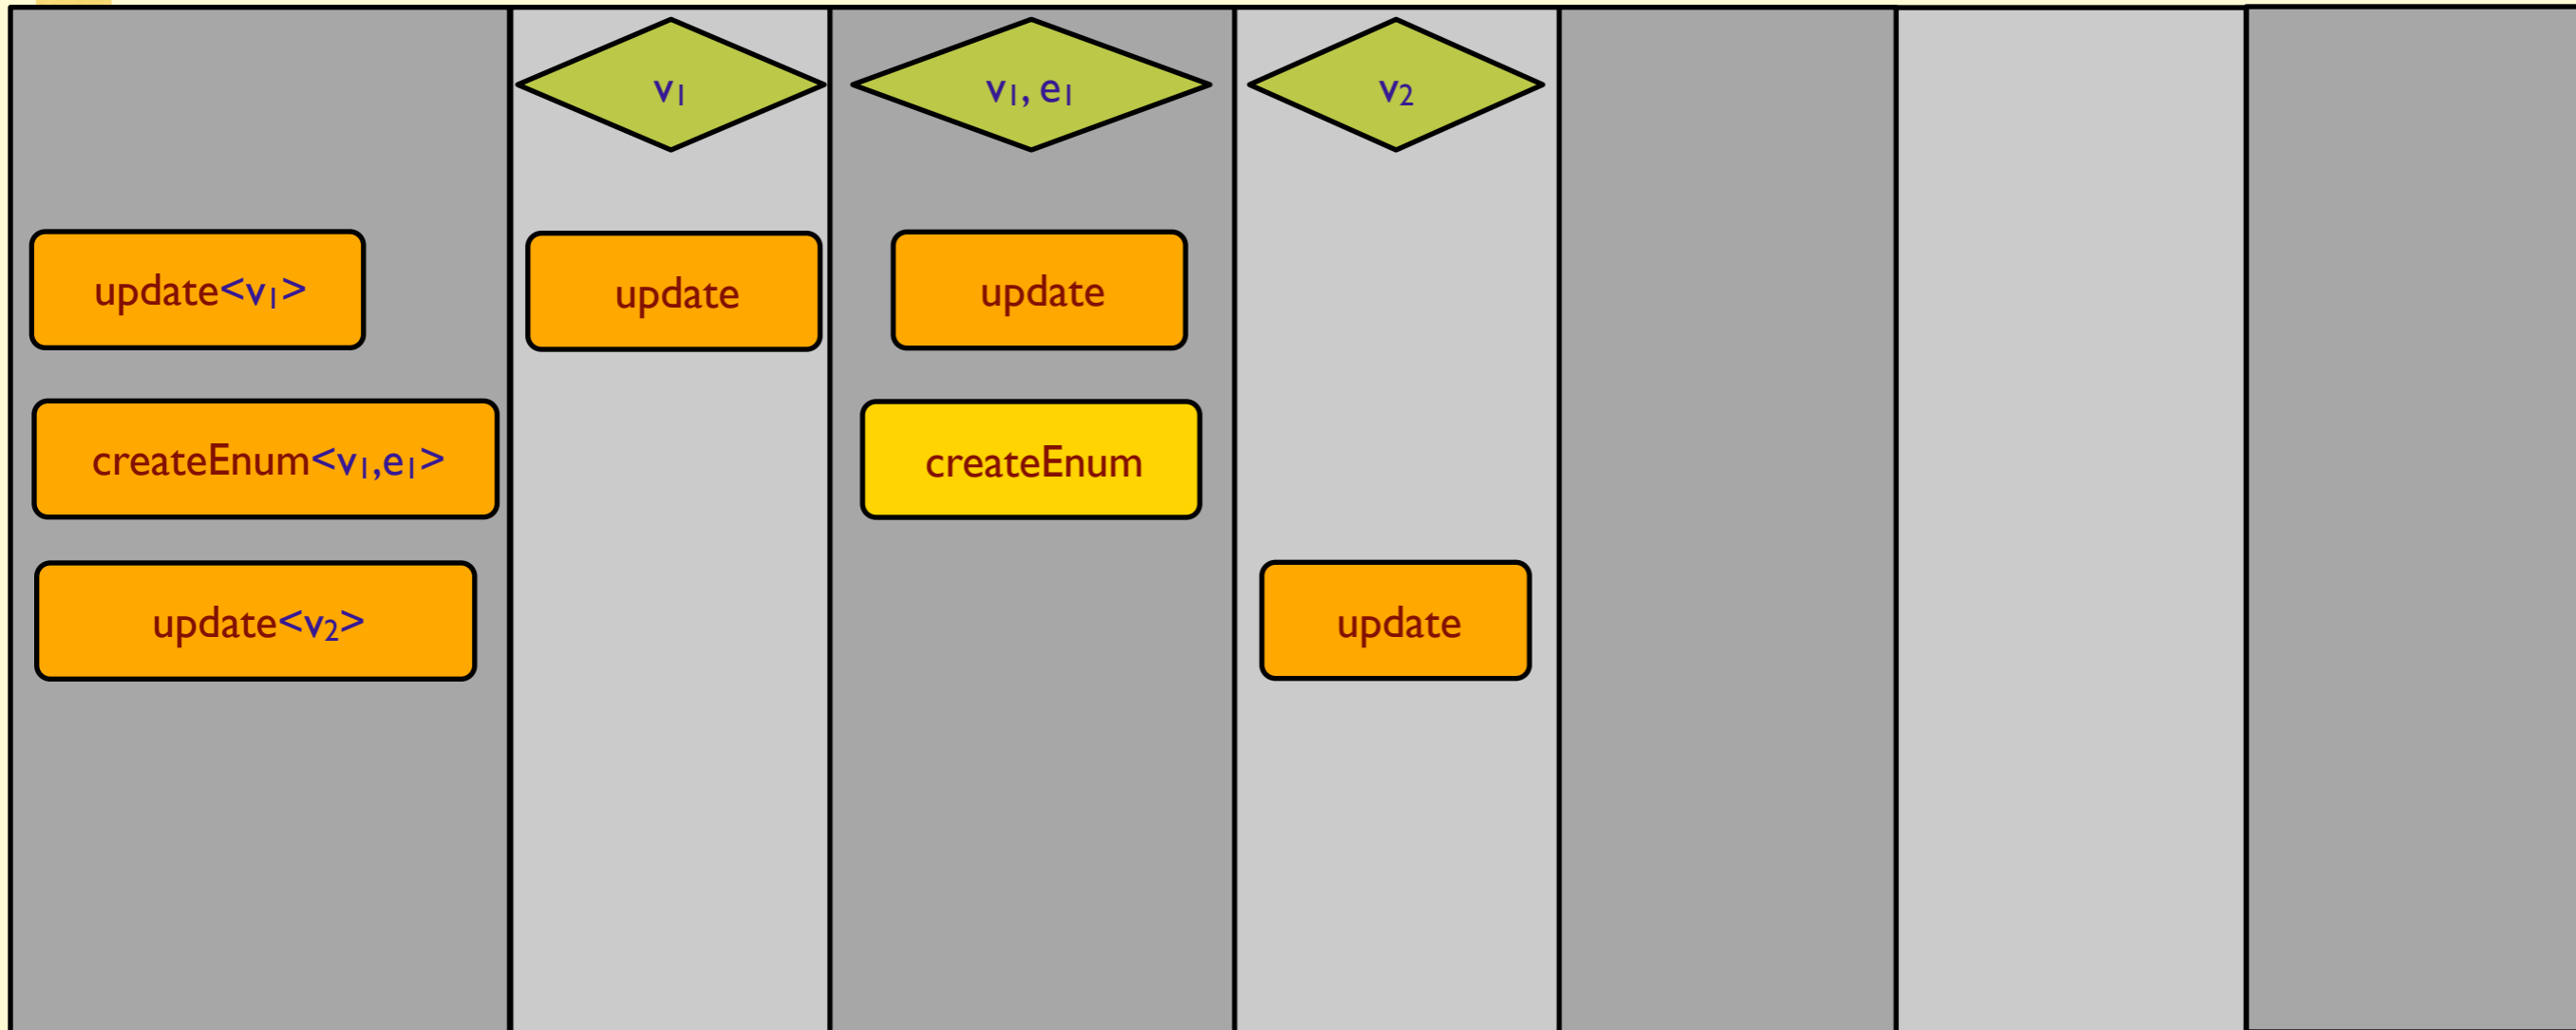 v₁
v₁, e₁
v₂
update<v₁>
update
update
createEnum<v₁,e₁>
createEnum
update<v₂>
update